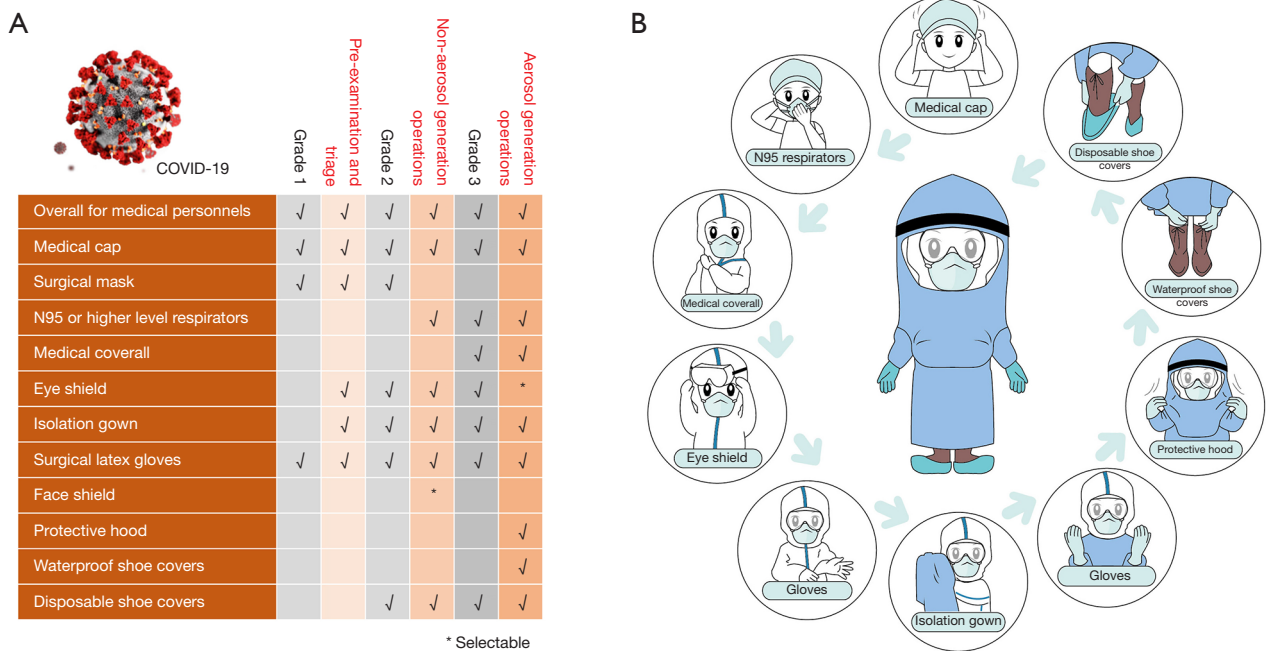 A
COVID-19
Grade 1
Pre-examination and
triage
Grade 2
Non-aerosol generation
operations
Grade 3
Aerosol generation
operations
Overall for medical personnels √ √ √ √ √ √
Medical cap √ √ √ √ √ √
Surgical mask √ √ √
N95 or higher level respirators √ √ √
Medical coverall √ √
Eye shield √ √ √ √ *
Isolation gown √ √ √ √ √
Surgical latex gloves √ √ √ √ √ √
Face shield *
Protective hood √
Waterproof shoe covers √
Disposable shoe covers √ √ √ √
* Selectable
B
Medical cap
N95 respirators
Medical coverall
Eye shield
Gloves
Isolation gown
Gloves
Protective hood
Waterproof shoe
covers
Disposable shoe
covers